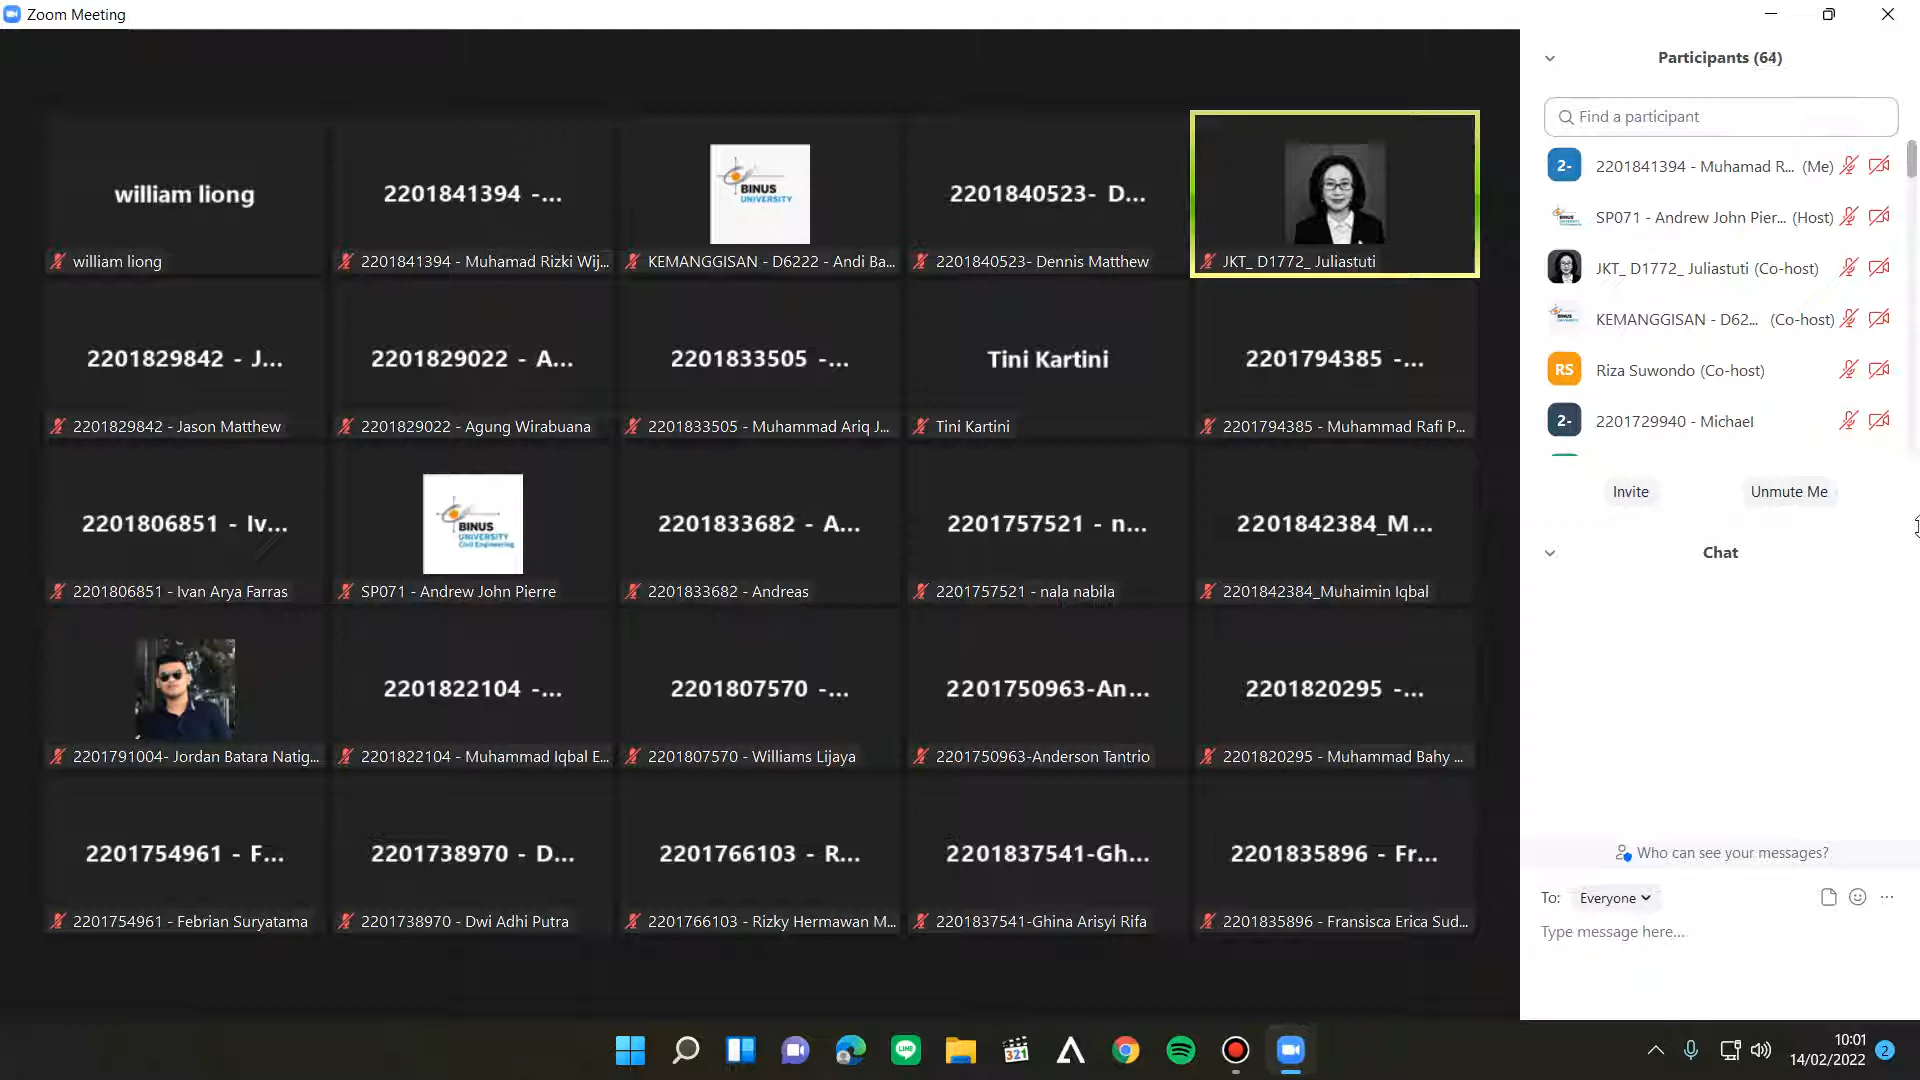 Zoom Meeting
william liong
2201841394 -...
BINUS
UNIVERSITY
2201840523- D...
william liong
2201841394 - Muhamad Rizki Wij...
KEMANGGISAN - D6222 - Andi Ba...
2201840523- Dennis Matthew
JKT_ D1772_ Juliastuti
2201829842 - J...
2201829022 - A...
2201833505 -...
Tini Kartini
2201794385 -...
2201829842 - Jason Matthew
2201829022 - Agung Wirabuana
2201833505 - Muhammad Ariq J...
Tini Kartini
2201794385 - Muhammad Rafi P...
2201806851 - Iv...
BINUS
UNIVERSITY
Civil Engineering
2201833682 - A...
2201757521 - n...
2201842384_M...
2201806851 - Ivan Arya Farras
SP071 - Andrew John Pierre
2201833682 - Andreas
2201757521 - nala nabila
2201842384_Muhaimin Iqbal
2201822104 -...
2201807570 -...
2201750963-An...
2201820295 -...
2201791004- Jordan Batara Natig...
2201822104 - Muhammad Iqbal E...
2201807570 - Williams Lijaya
2201750963-Anderson Tantrio
2201820295 - Muhammad Bahy ...
2201754961 - F...
2201738970 - D...
2201766103 - R...
2201837541-Gh...
2201835896 - Fr...
2201754961 - Febrian Suryatama
2201738970 - Dwi Adhi Putra
2201766103 - Rizky Hermawan M...
2201837541-Ghina Arisyi Rifa
2201835896 - Fransisca Erica Sud...
Participants (64)
Find a participant
2- 2201841394 - Muhamad R... (Me)
SP071 - Andrew John Pier... (Host)
JKT_ D1772_ Juliastuti (Co-host)
KEMANGGISAN - D62... (Co-host)
RS Riza Suwondo (Co-host)
2- 2201729940 - Michael
Invite
Unmute Me
Chat
Who can see your messages?
To: Everyone
Type message here...
LINE
321
10:01
14/02/2022
2